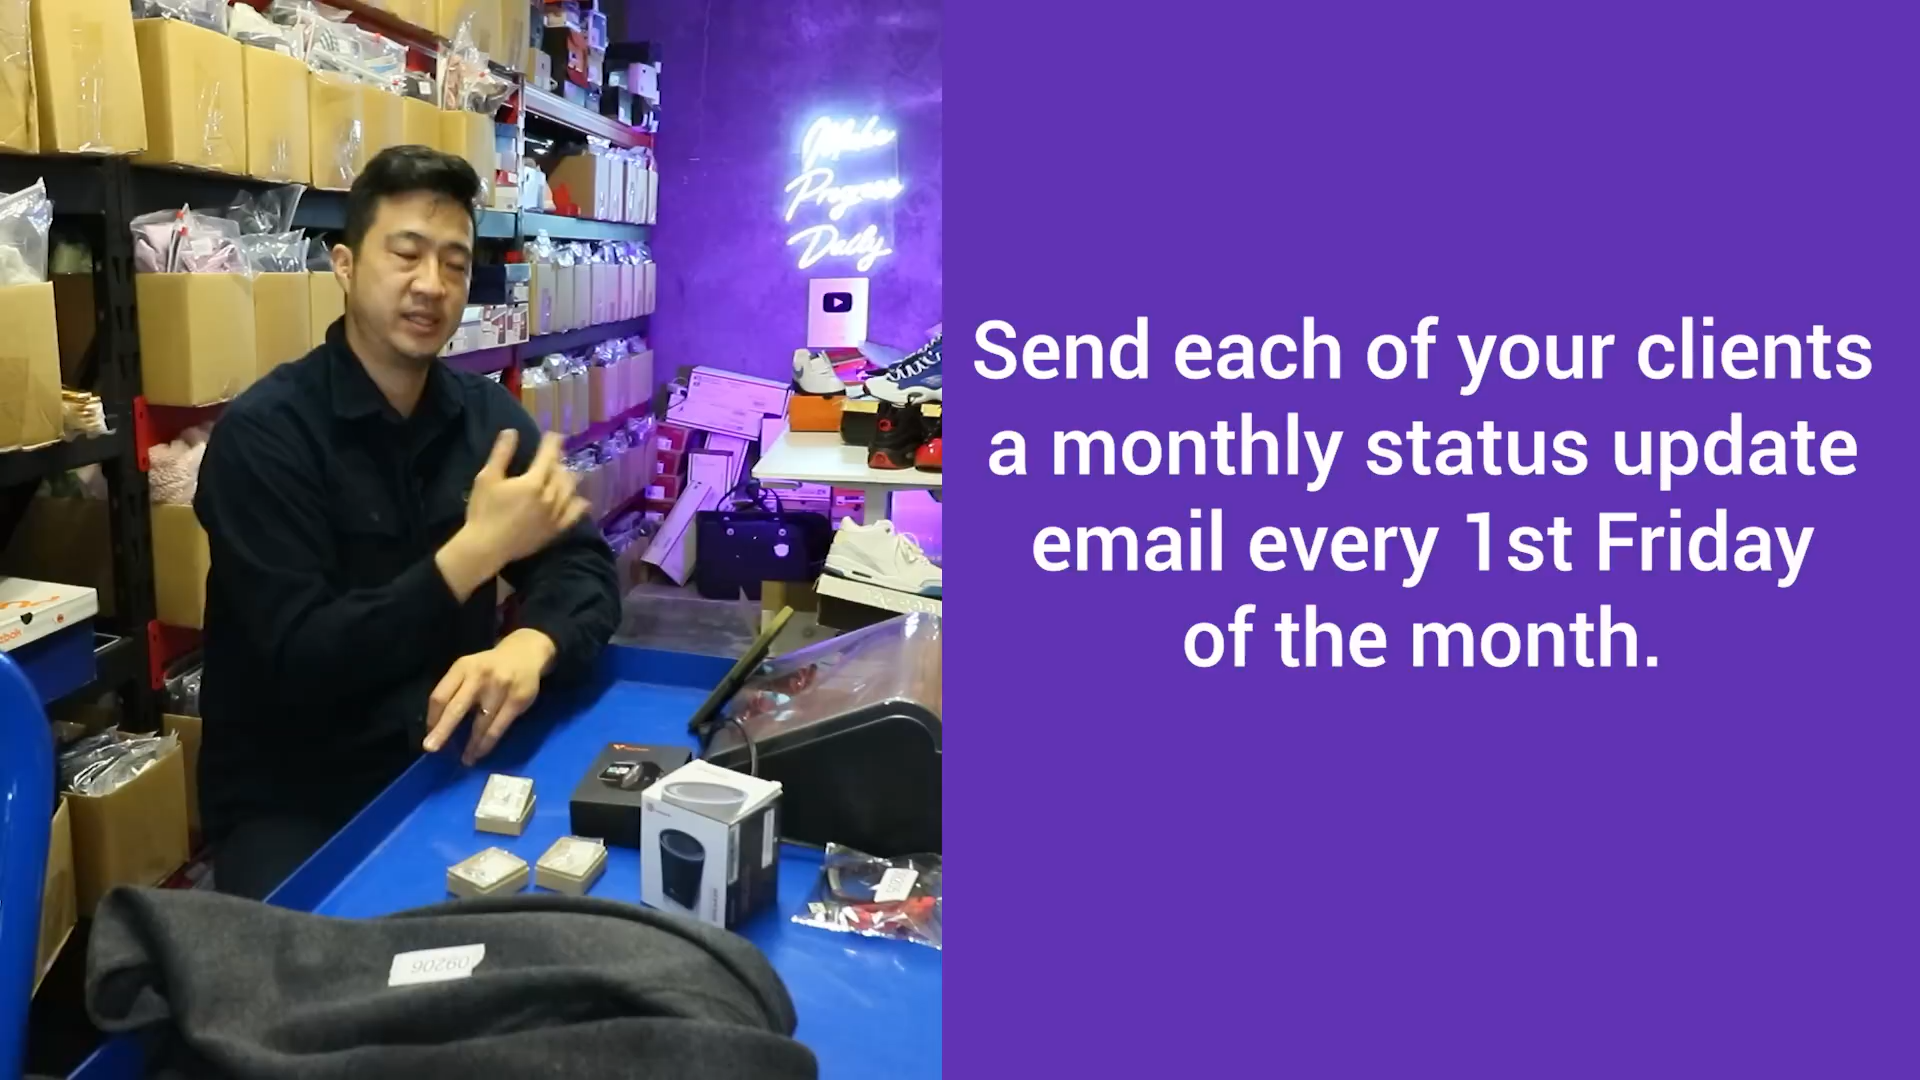 Make
Progress
Daily
Send each of your clients
a monthly status update
email every 1st Friday
of the month.
09206